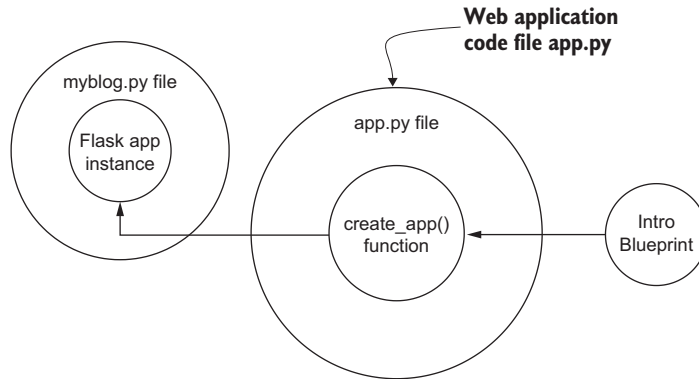 Web application
code file app.py
myblog.py file
Flask app
instance
app.py file
create_app()
function
Intro
Blueprint